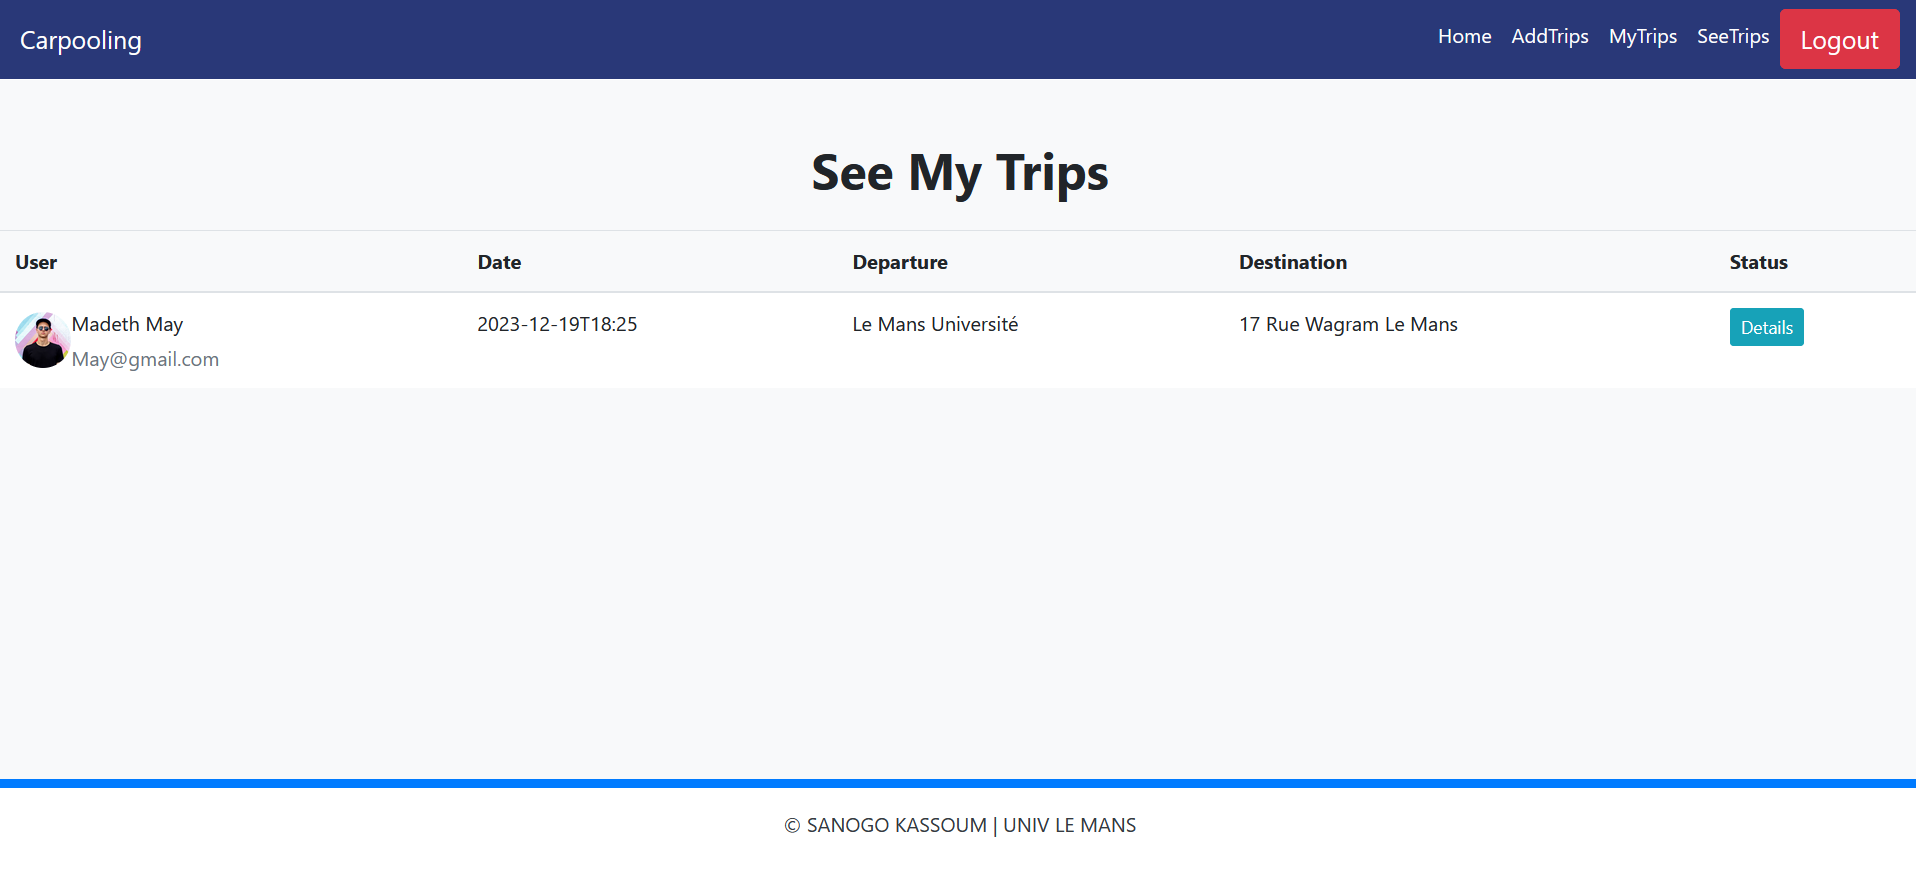 Carpooling
Home AddTrips MyTrips SeeTrips Logout
See My Trips
User Date Departure Destination Status
Madeth May 2023-12-19T18:25 Le Mans Université 17 Rue Wagram Le Mans Details
May@gmail.com
© SANOGO KASSOUM | UNIV LE MANS